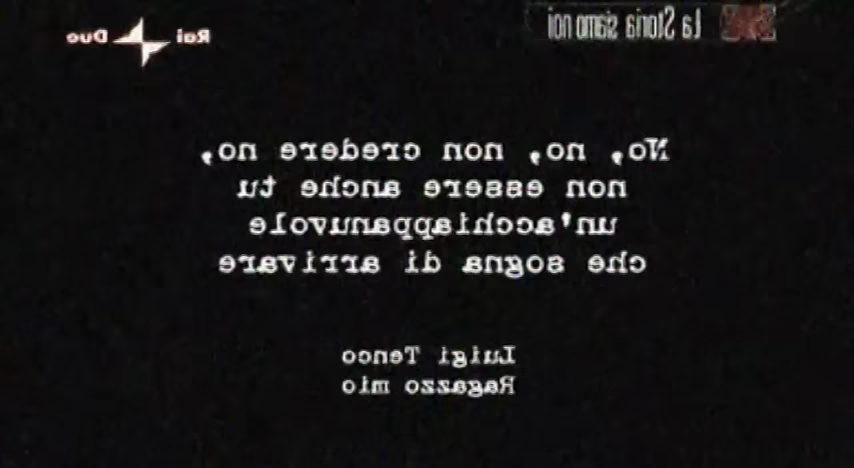 Rai Due
La Storia siamo noi
No, no, non credere no,
non essere anche tu
un'acchiappanuvole
che sogna di arrivare
Luigi Tenco
Ragazzo mio